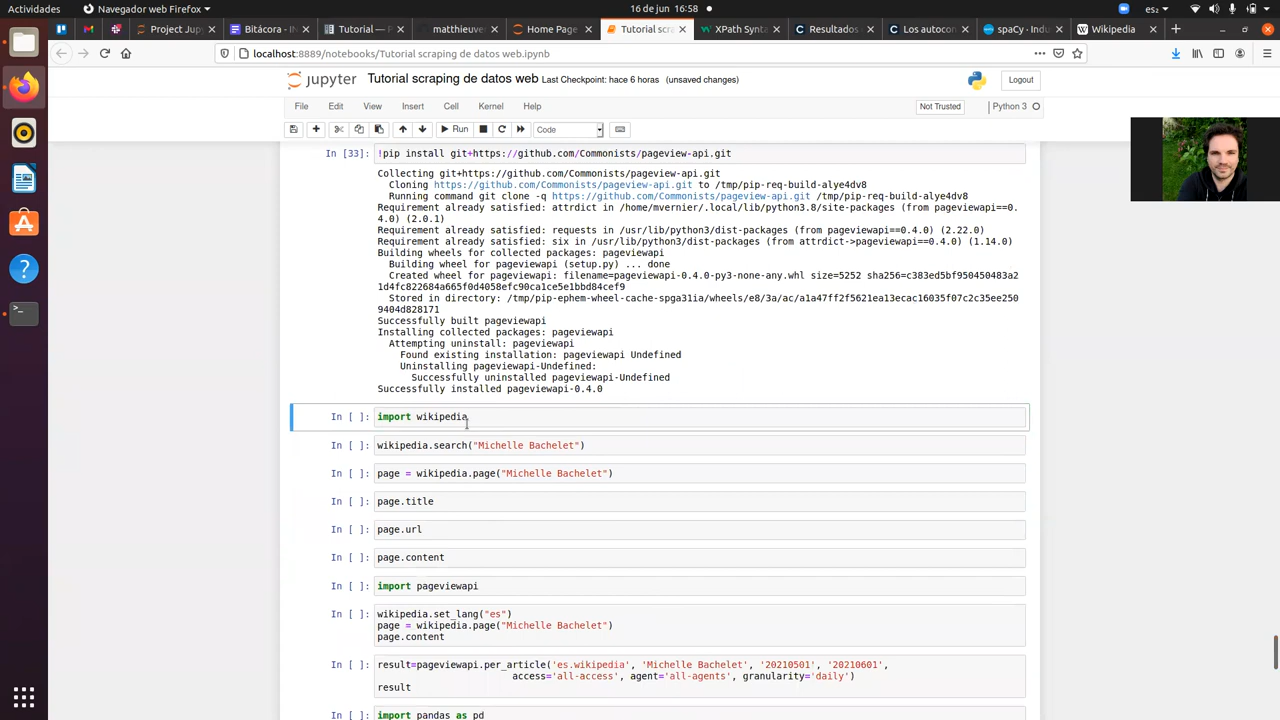 Actividades
Navegador web Firefox
16 de jun 16:58
es₂
Project Jup
Bitácora - IN
Tutorial —
matthieuver
Home Page
Tutorial scr
XPath Synta
Resultados
Los autocon
spaCy · Indu
Wikipedia
localhost:8889/notebooks/Tutorial scraping de datos web.ipynb
jupyter Tutorial scraping de datos web Last Checkpoint: hace 6 horas (unsaved changes)
Logout
File Edit View Insert Cell Kernel Help
Not Trusted
Python 3
Run
Code
In [33]: !pip install git+https://github.com/Commonists/pageview-api.git
Collecting git+https://github.com/Commonists/pageview-api.git
Cloning https://github.com/Commonists/pageview-api.git to /tmp/pip-req-build-alye4dv8
Running command git clone -q https://github.com/Commonists/pageview-api.git /tmp/pip-req-build-alye4dv8
Requirement already satisfied: attrdict in /home/mvernier/.local/lib/python3.8/site-packages (from pageviewapi==0.
4.0) (2.0.1)
Requirement already satisfied: requests in /usr/lib/python3/dist-packages (from pageviewapi==0.4.0) (2.22.0)
Requirement already satisfied: six in /usr/lib/python3/dist-packages (from attrdict->pageviewapi==0.4.0) (1.14.0)
Building wheels for collected packages: pageviewapi
Building wheel for pageviewapi (setup.py) ... done
Created wheel for pageviewapi: filename=pageviewapi-0.4.0-py3-none-any.whl size=5252 sha256=c383ed5bf950450483a2
1d4fc822684a665f0d4058efc90ca1ce5e1bbd84cef9
Stored in directory: /tmp/pip-ephem-wheel-cache-spga31ia/wheels/e8/3a/ac/a1a47ff2f5621ea13ecac16035f07c2c35ee250
9404d828171
Successfully built pageviewapi
Installing collected packages: pageviewapi
Attempting uninstall: pageviewapi
Found existing installation: pageviewapi Undefined
Uninstalling pageviewapi-Undefined:
Successfully uninstalled pageviewapi-Undefined
Successfully installed pageviewapi-0.4.0
In [ ]: import wikipedia
In [ ]: wikipedia.search("Michelle Bachelet")
In [ ]: page = wikipedia.page("Michelle Bachelet")
In [ ]: page.title
In [ ]: page.url
In [ ]: page.content
In [ ]: import pageviewapi
In [ ]: wikipedia.set_lang("es")
page = wikipedia.page("Michelle Bachelet")
page.content
In [ ]: result=pageviewapi.per_article('es.wikipedia', 'Michelle Bachelet', '20210501', '20210601',
access='all-access', agent='all-agents', granularity='daily')
result
import pandas as pd